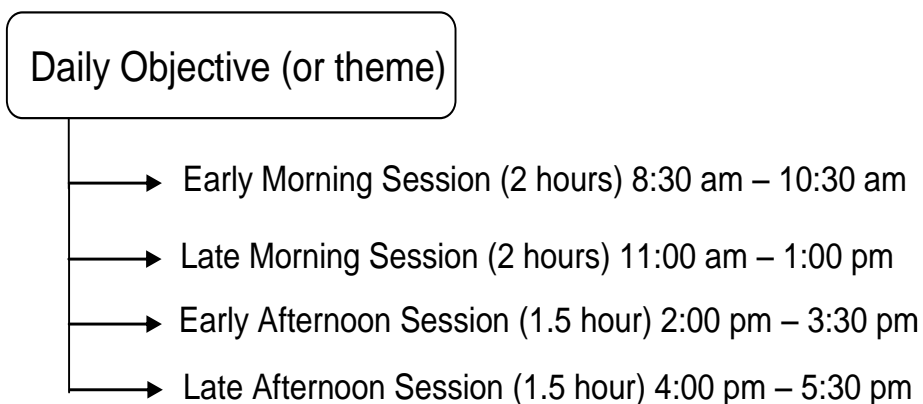 Daily Objective (or theme)
Early Morning Session (2 hours) 8:30 am – 10:30 am
Late Morning Session (2 hours) 11:00 am – 1:00 pm
Early Afternoon Session (1.5 hour) 2:00 pm – 3:30 pm
Late Afternoon Session (1.5 hour) 4:00 pm – 5:30 pm